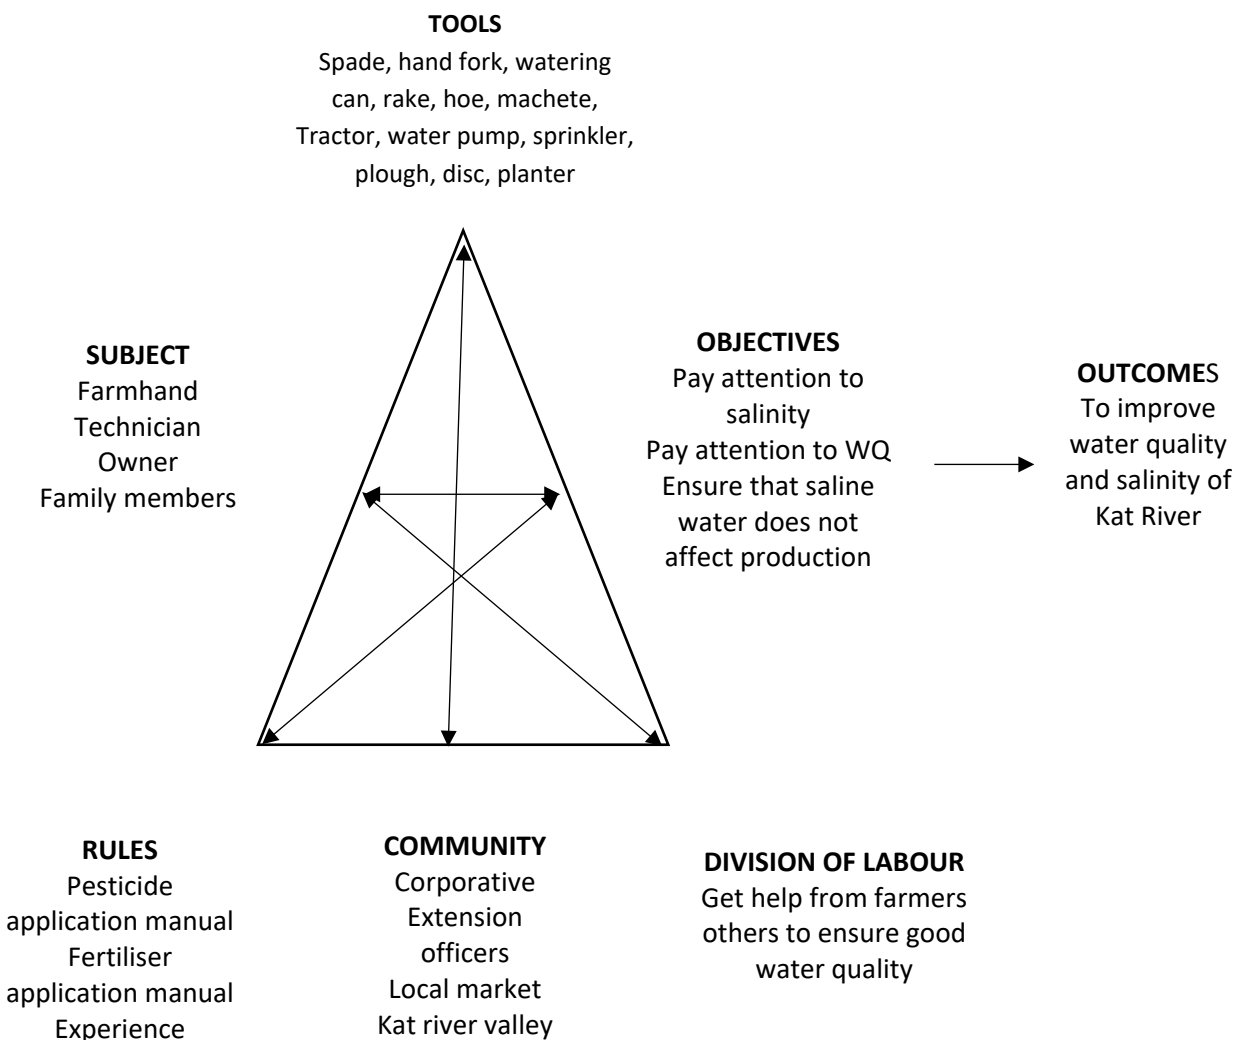 TOOLS
Spade, hand fork, watering
can, rake, hoe, machete,
Tractor, water pump, sprinkler,
plough, disc, planter
SUBJECT
Farmhand
Technician
Owner
Family members
OBJECTIVES
Pay attention to
salinity
Pay attention to WQ
Ensure that saline
water does not
affect production
OUTCOMES
To improve
water quality
and salinity of
Kat River
RULES
Pesticide
application manual
Fertiliser
application manual
Experience
COMMUNITY
Corporative
Extension
officers
Local market
Kat river valley
DIVISION OF LABOUR
Get help from farmers
others to ensure good
water quality